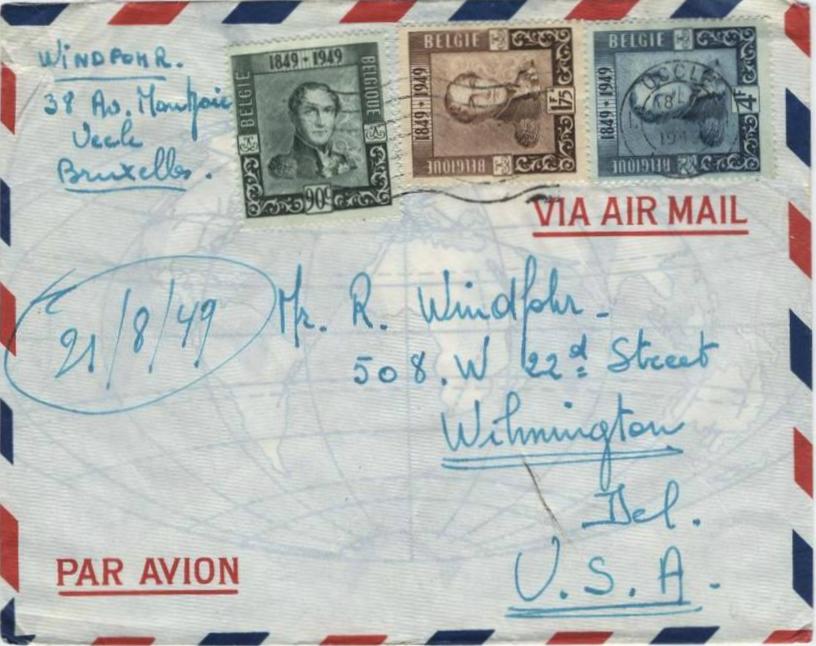 WINDFOHR.
38 Av. Montjoie
Uccle
Bruxelles.
1849 + 1949
BELGIE
BELGIQUE
90c
BELGIE
1849 + 1949
1F75
BELGIQUE
BELGIE
1849 + 1949
4F
BELGIQUE
UCCLE
VIA AIR MAIL
21/8/49
Mr. R. Windfohr -
508. W 22d Street
Wilmington
Del.
U.S.A.
PAR AVION